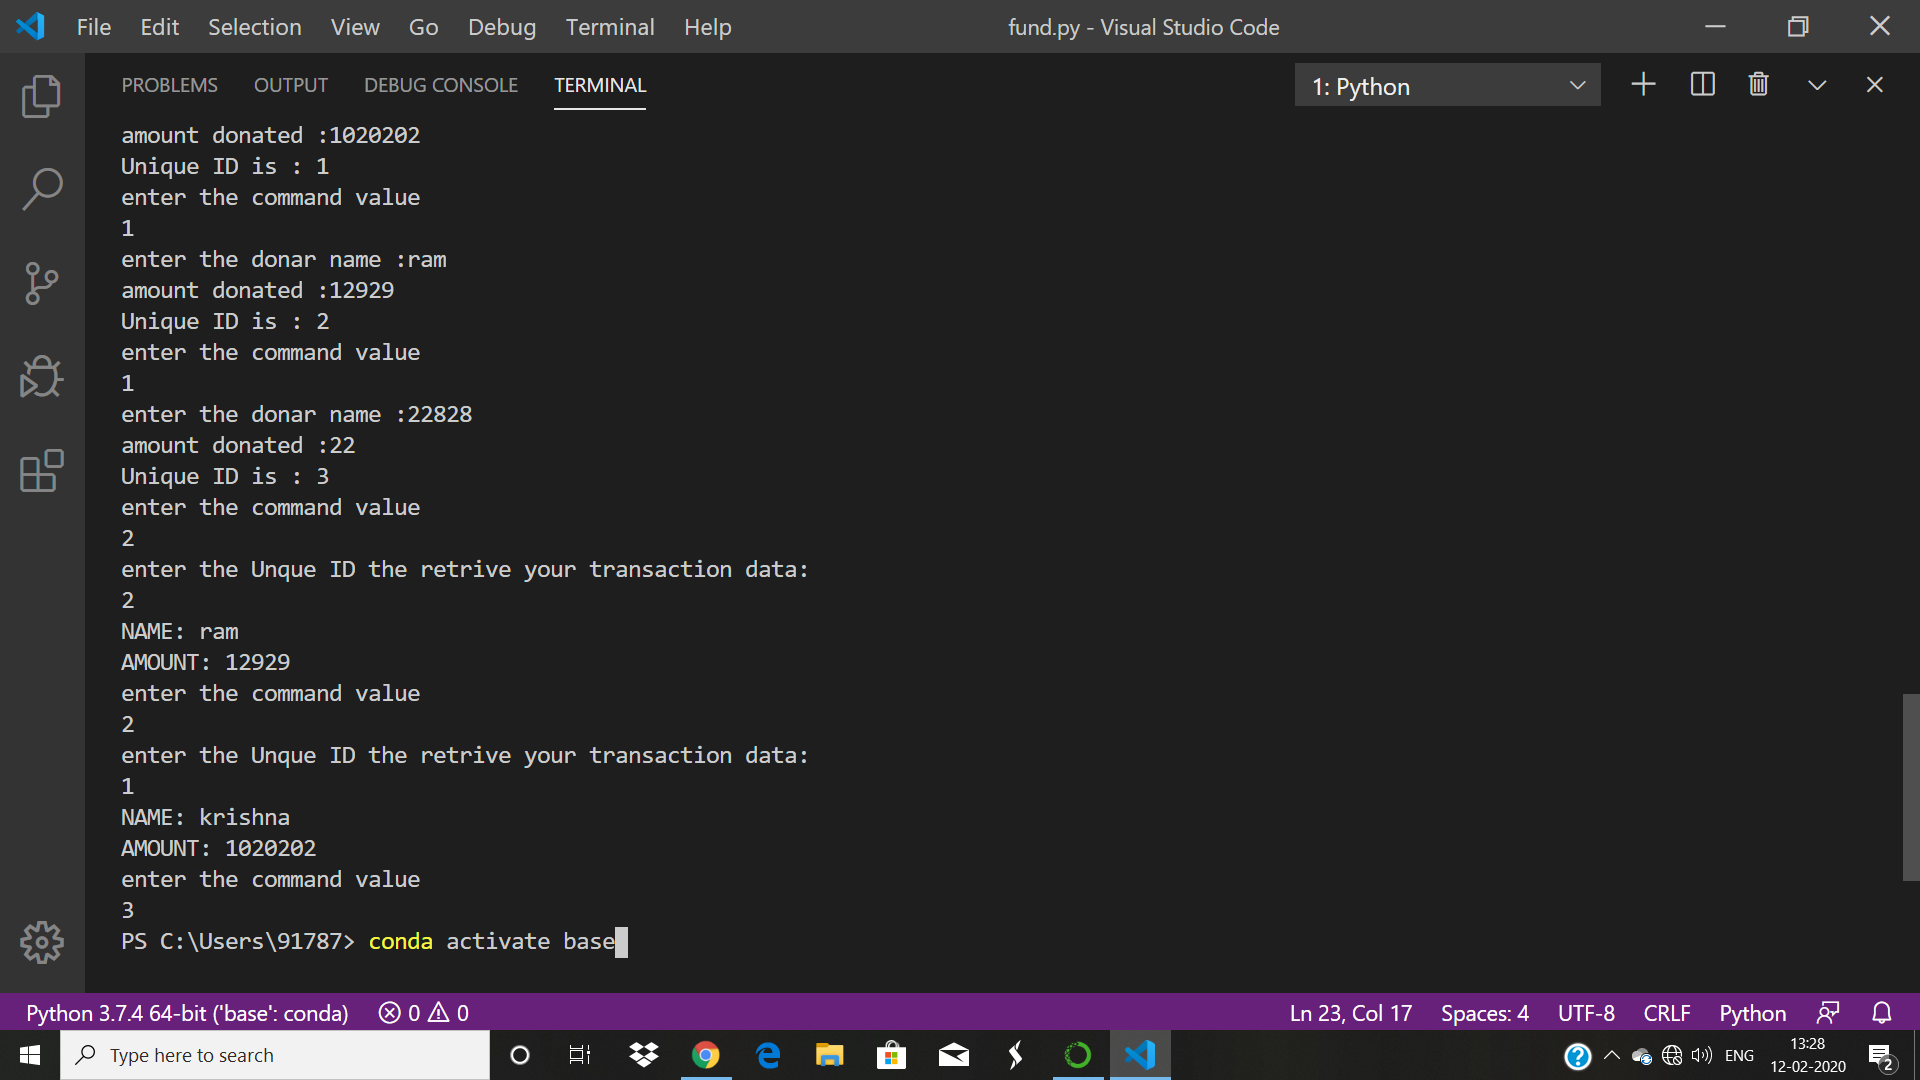 File Edit Selection View Go Debug Terminal Help fund.py - Visual Studio Code
PROBLEMS OUTPUT DEBUG CONSOLE TERMINAL 1: Python
amount donated :1020202
Unique ID is : 1
enter the command value
1
enter the donar name :ram
amount donated :12929
Unique ID is : 2
enter the command value
1
enter the donar name :22828
amount donated :22
Unique ID is : 3
enter the command value
2
enter the Unque ID the retrive your transaction data:
2
NAME: ram
AMOUNT: 12929
enter the command value
2
enter the Unque ID the retrive your transaction data:
1
NAME: krishna
AMOUNT: 1020202
enter the command value
3
PS C:\Users\91787> conda activate base
Python 3.7.4 64-bit ('base': conda) 0 0 Ln 23, Col 17 Spaces: 4 UTF-8 CRLF Python
Type here to search ENG 13:28
12-02-2020 2